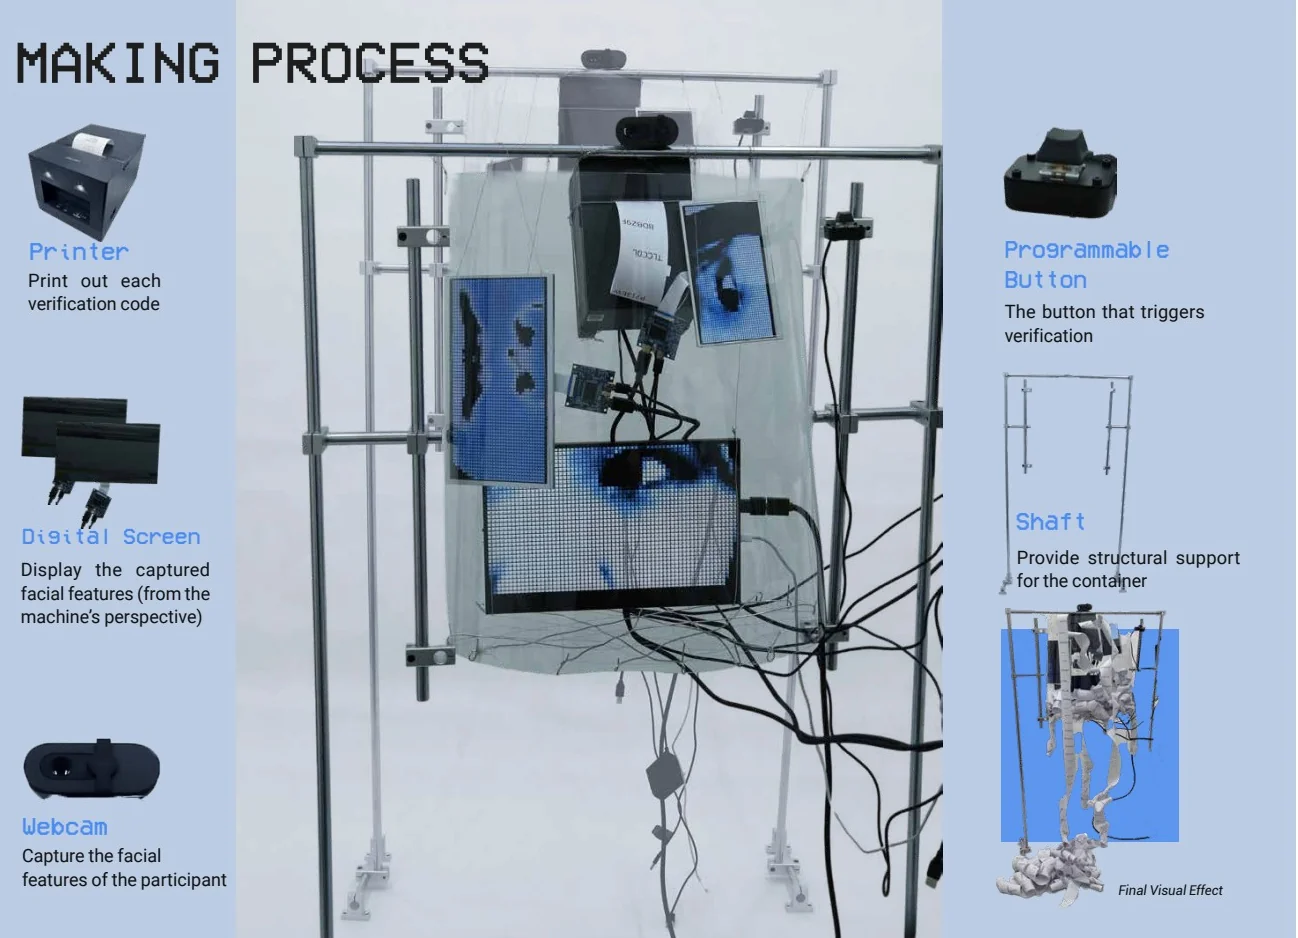 MAKING PROCESS
Printer
Print out each
verification code
Digital Screen
Display the captured
facial features (from the
machine’s perspective)
Webcam
Capture the facial
features of the participant
8DBZ9F
TLCCQL
Programmable
Button
The button that triggers
verification
Shaft
Provide structural support
for the container
Final Visual Effect